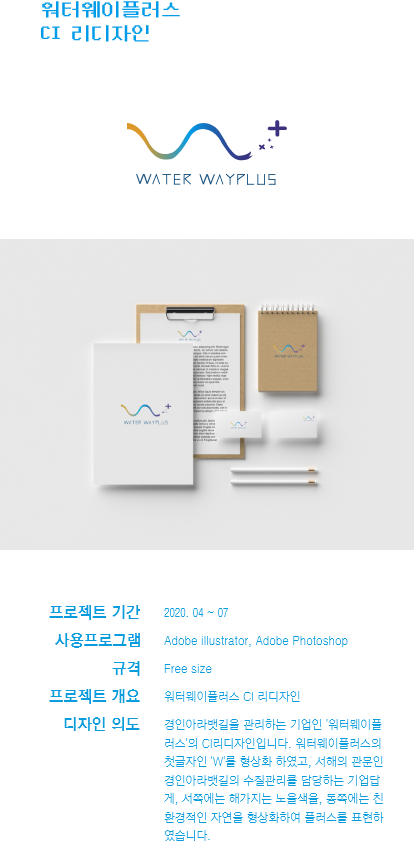 워터웨이플러스
CI 리디자인
WATER WAYPLUS
WATER WAYPLUS
프로젝트 기간 2020. 04 ~ 07
사용프로그램 Adobe illustrator, Adobe Photoshop
규격 Free size
프로젝트 개요 워터웨이플러스 CI 리디자인
디자인 의도 경인아라뱃길을 관리하는 기업인 '워터웨이플
러스'의 CI리디자인입니다. 워터웨이플러스의
첫글자인 'W'를 형상화 하였고, 서해의 관문인
경인아라뱃길의 수질관리를 담당하는 기업답
게, 서쪽에는 해가지는 노을색을, 동쪽에는 친
환경적인 자연을 형상화하여 플러스를 표현하
였습니다.